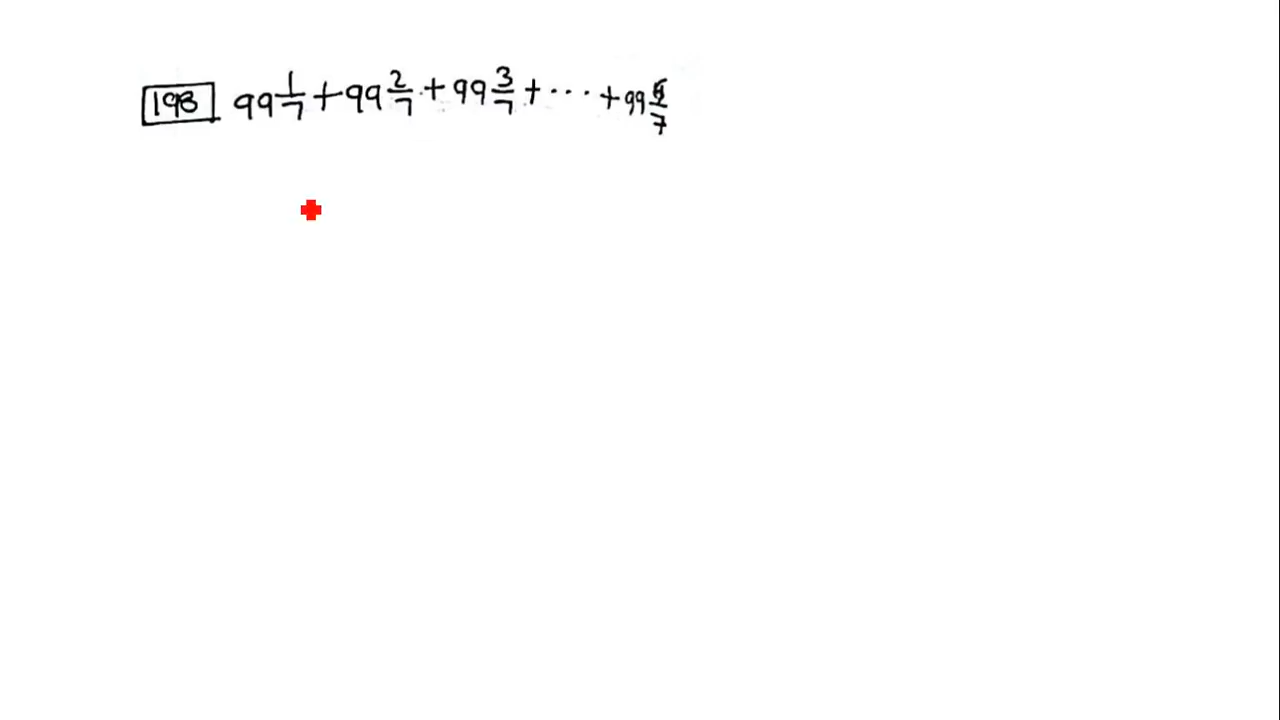 198 99 1/7 + 99 2/7 + 99 3/7 + ... + 99 6/7